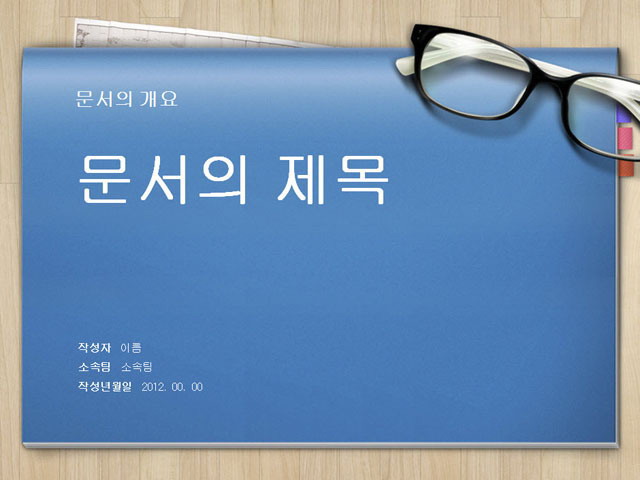 문서의 개요
문서의 제목
작성자 이름
소속팀 소속팀
작성년월일 2012. 00. 00